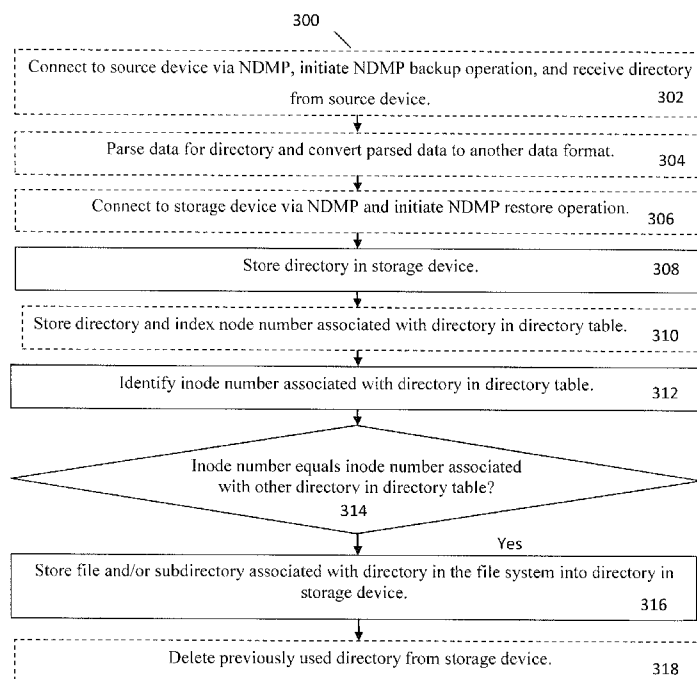 300
Connect to source device via NDMP, initiate NDMP backup operation, and receive directory
from source device.
302
Parse data for directory and convert parsed data to another data format.
304
Connect to storage device via NDMP and initiate NDMP restore operation.
306
Store directory in storage device.
308
Store directory and index node number associated with directory in directory table.
310
Identify inode number associated with directory in directory table.
312
Inode number equals inode number associated
with other directory in directory table?
314
Yes
Store file and/or subdirectory associated with directory in the file system into directory in
storage device.
316
Delete previously used directory from storage device.
318